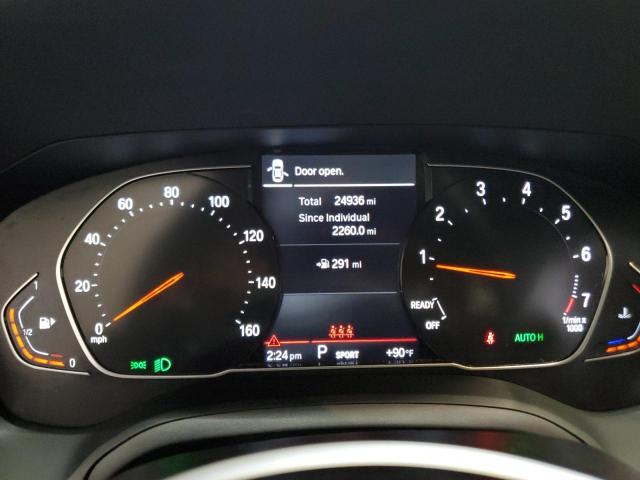 Door open.
Total 24936 mi
Since Individual
2260.0 mi
291 mi
2:24 pm P SPORT +90°F
0 20 40 60 80 100 120 140 160
mph
1 2 3 4 5 6 7
1/min x
1000
READY
OFF
AUTO H
1
1/2
0